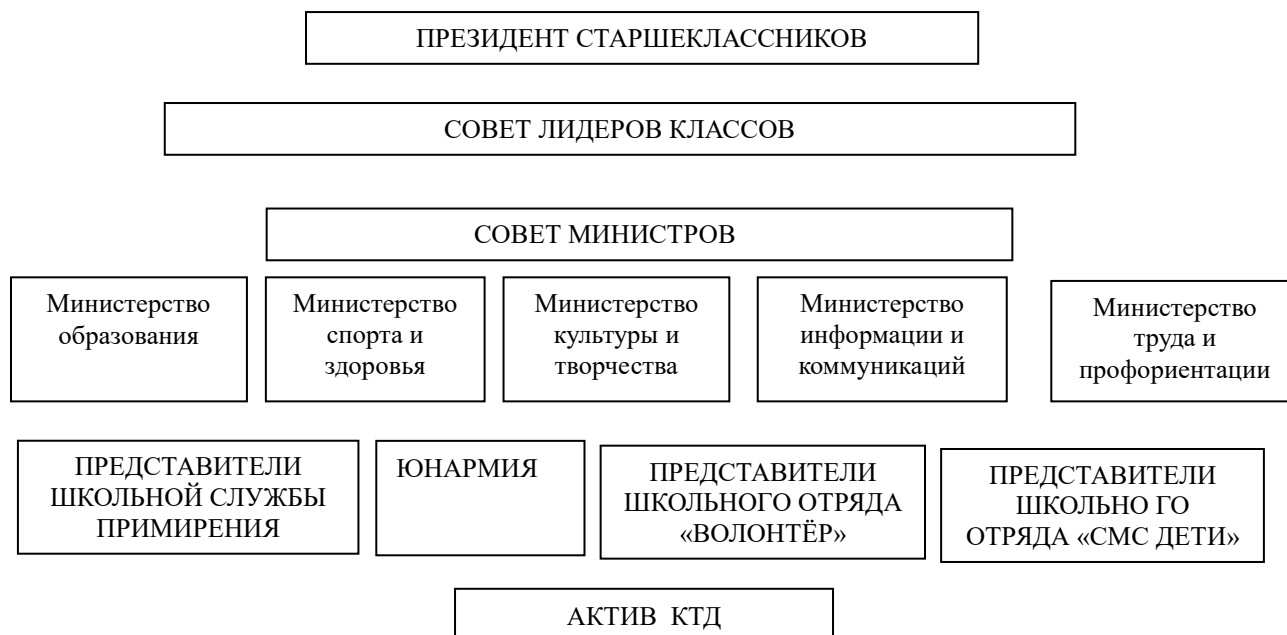 ПРЕЗИДЕНТ СТАРШЕКЛАССНИКОВ
СОВЕТ ЛИДЕРОВ КЛАССОВ
СОВЕТ МИНИСТРОВ
Министерство
образования
Министерство
спорта и
здоровья
Министерство
культуры и
творчества
Министерство
информации и
коммуникаций
Министерство
труда и
профориентации
ПРЕДСТАВИТЕЛИ
ШКОЛЬНОЙ СЛУЖБЫ
ПРИМИРЕНИЯ
ЮНАРМИЯ
ПРЕДСТАВИТЕЛИ
ШКОЛЬНОГО ОТРЯДА
«ВОЛОНТЁР»
ПРЕДСТАВИТЕЛИ
ШКОЛЬНО ГО
ОТРЯДА «СМС ДЕТИ»
АКТИВ КТД